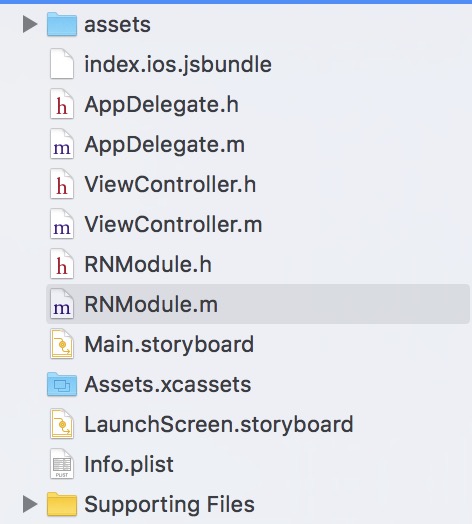 assets
index.ios.jsbundle
h AppDelegate.h
m AppDelegate.m
h ViewController.h
m ViewController.m
h RNModule.h
m RNModule.m
Main.storyboard
Assets.xcassets
LaunchScreen.storyboard
PLIST Info.plist
Supporting Files